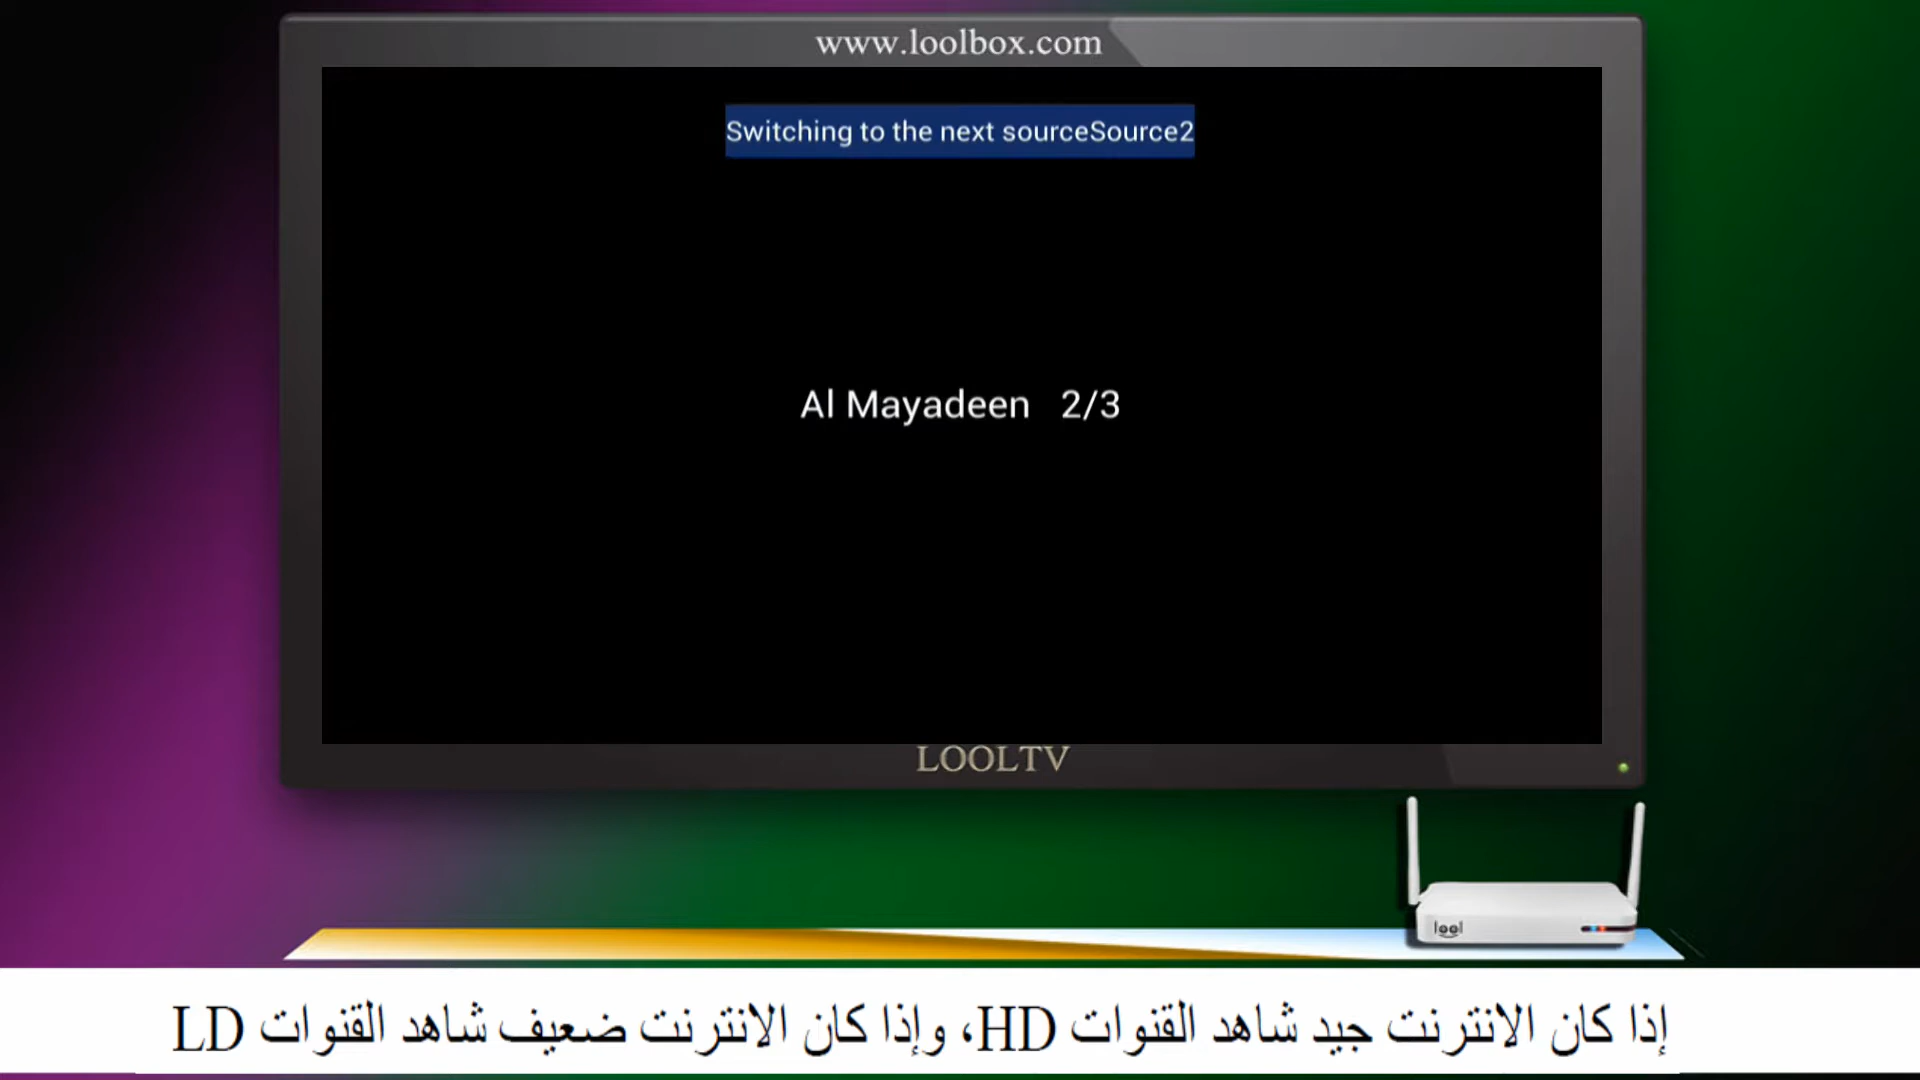 www.loolbox.com
Switching to the next sourceSource2
Al Mayadeen 2/3
LOOLTV
lool
إذا كان الانترنت جيد شاهد القنوات HD، وإذا كان الانترنت ضعيف شاهد القنوات LD